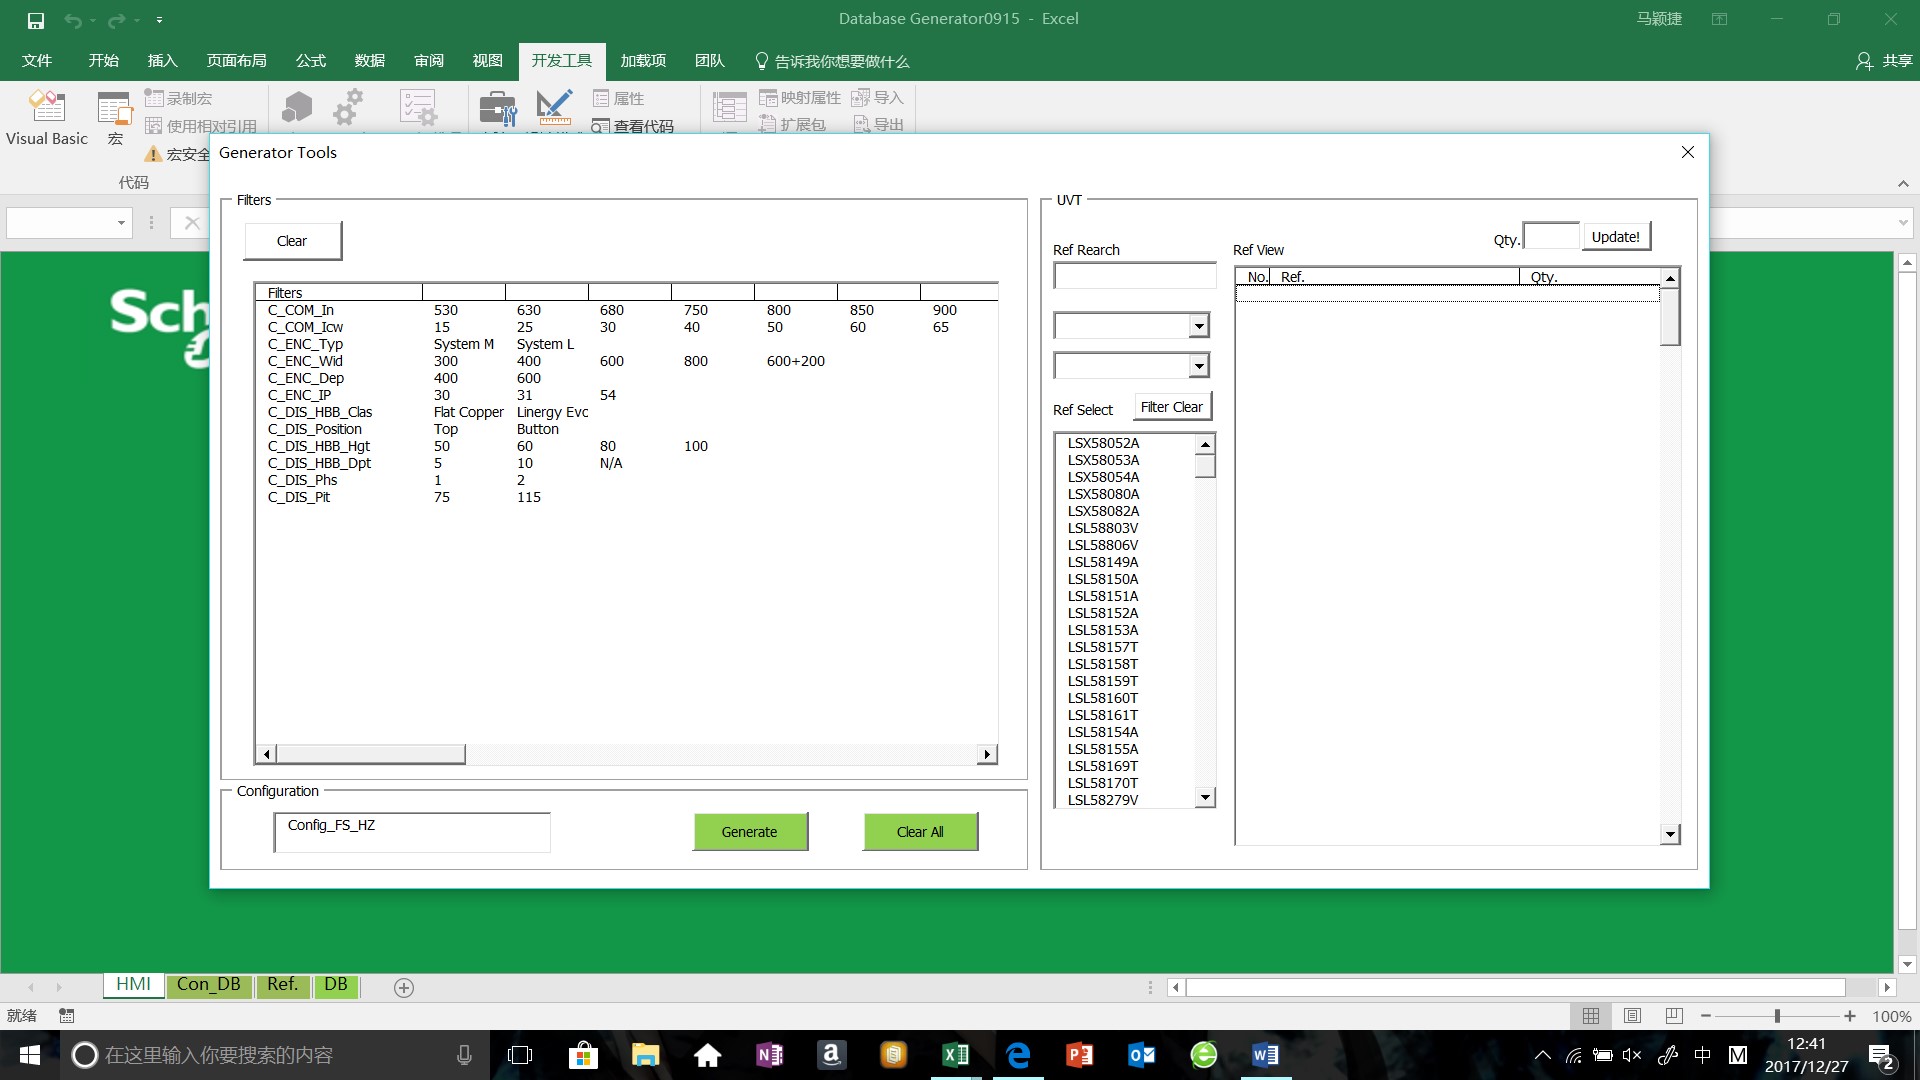 Database Generator0915 - Excel
马颖捷
文件 开始 插入 页面布局 公式 数据 审阅 视图 开发工具 加载项 团队 告诉我你想要做什么 共享
Visual Basic 宏 录制宏
使用相对引用
宏安全
代码
属性
查看代码
映射属性 导入
扩展包 导出
Generator Tools
Filters
Clear
Filters
C_COM_In 530 630 680 750 800 850 900
C_COM_Icw 15 25 30 40 50 60 65
C_ENC_Typ System M System L
C_ENC_Wid 300 400 600 800 600+200
C_ENC_Dep 400 600
C_ENC_IP 30 31 54
C_DIS_HBB_Clas Flat Copper Linergy Evc
C_DIS_Position Top Button
C_DIS_HBB_Hgt 50 60 80 100
C_DIS_HBB_Dpt 5 10 N/A
C_DIS_Phs 1 2
C_DIS_Pit 75 115
Configuration
Config_FS_HZ
Generate
Clear All
UVT
Ref Rearch
Ref View
Qty.
Update!
No. Ref. Qty.
Ref Select
Filter Clear
LSX58052A
LSX58053A
LSX58054A
LSX58080A
LSX58082A
LSL58803V
LSL58806V
LSL58149A
LSL58150A
LSL58151A
LSL58152A
LSL58153A
LSL58157T
LSL58158T
LSL58159T
LSL58160T
LSL58161T
LSL58154A
LSL58155A
LSL58169T
LSL58170T
LSL58279V
Sch
HMI Con_DB Ref. DB
就绪
100%
在这里输入你要搜索的内容
中 M
12:41
2017/12/27
2